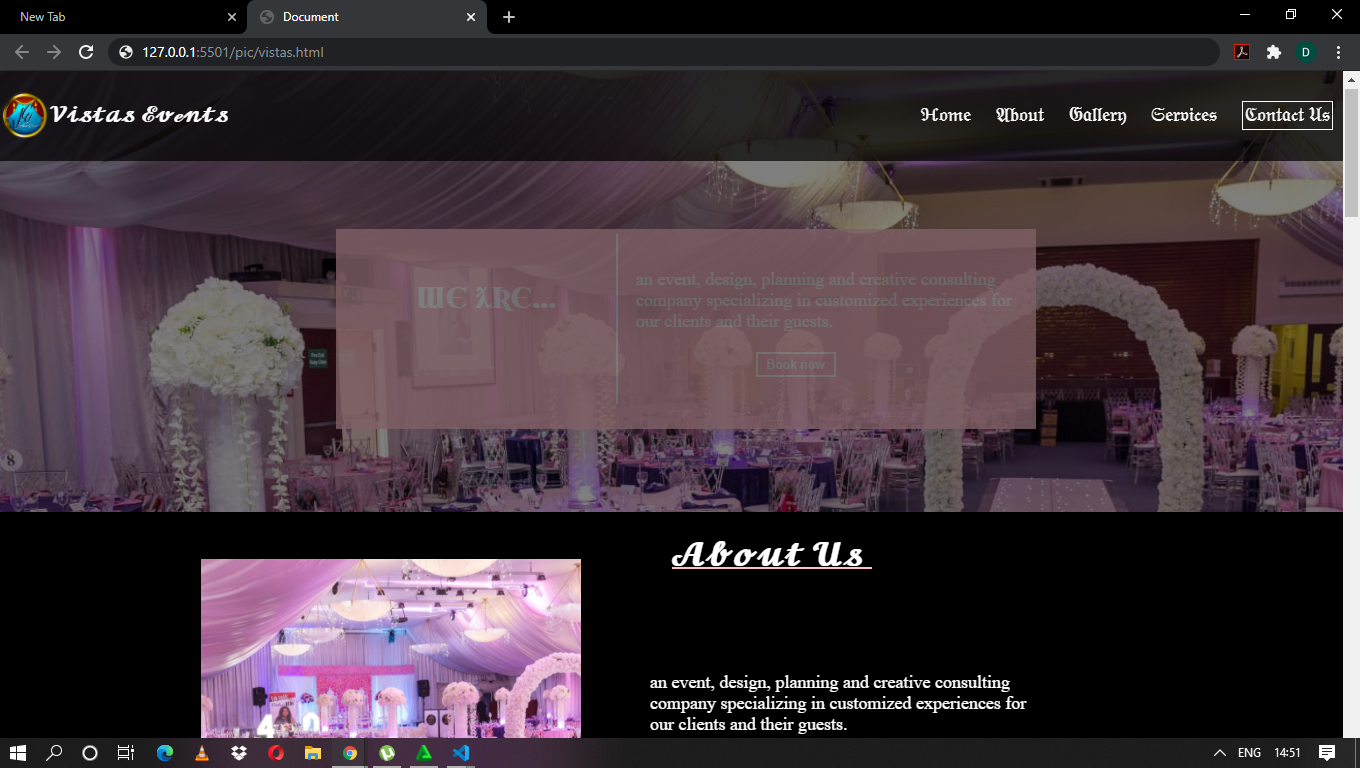 New Tab
Document
127.0.0.1:5501/pic/vistas.html
D
Vistas Events
Home
About
Gallery
Services
Contact Us
WE ARE...
an event, design, planning and creative consulting
company specializing in customized experiences for
our clients and their guests.
Book now
8
About Us
an event, design, planning and creative consulting
company specializing in customized experiences for
our clients and their guests.
ENG
14:51